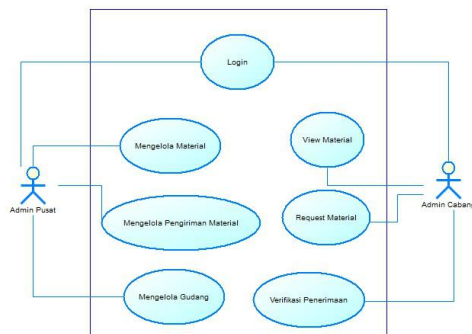 Login
Mengelola Material
View Material
Admin Pusat
Admin Cabang
Mengelola Pengiriman Material
Request Material
Mengelola Gudang
Verifikasi Penerimaan